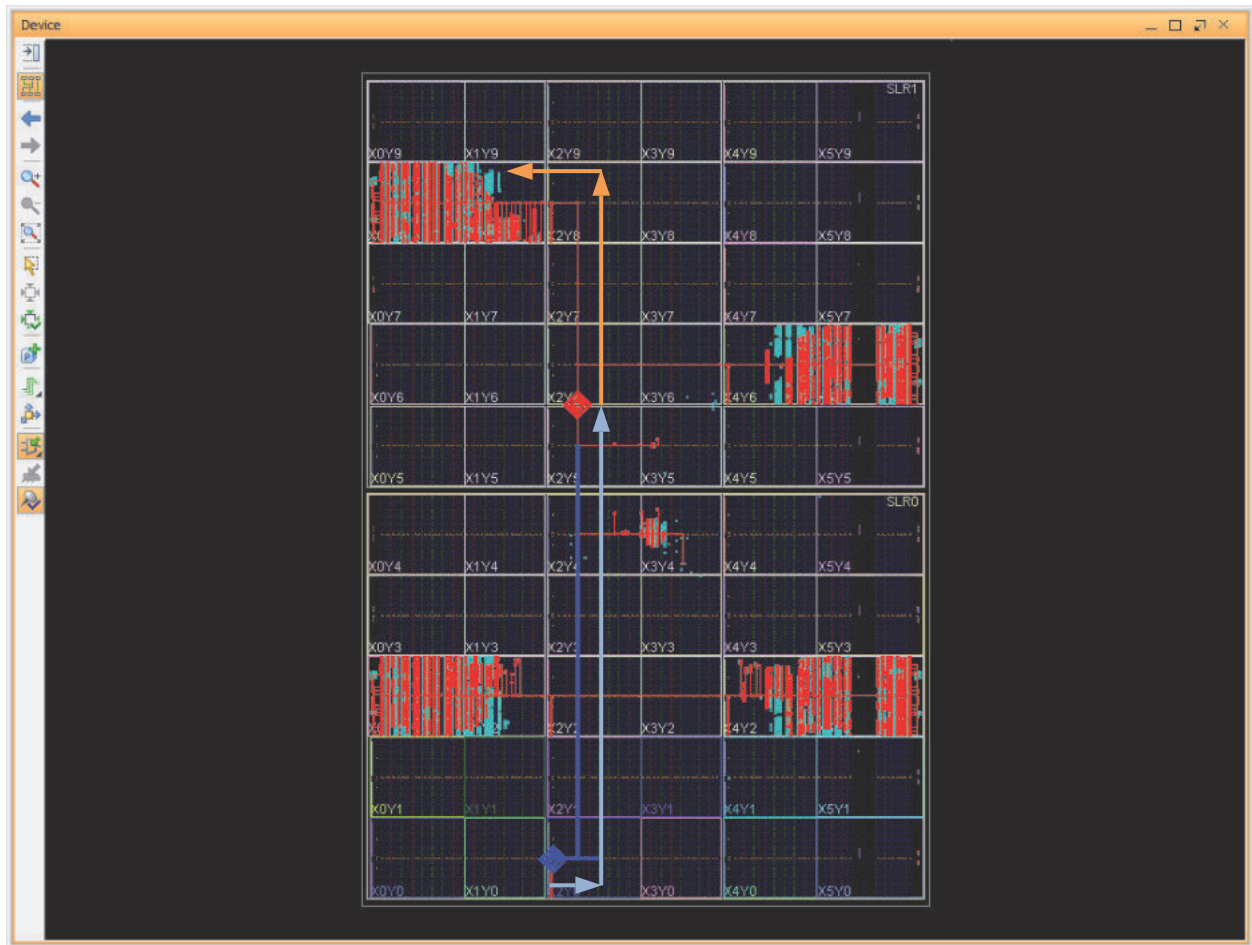 Device
SLR1
X0Y9 X1Y9 X2Y9 X3Y9 X4Y9 X5Y9
X2Y8 X3Y8 X4Y8 X5Y8
X0Y7 X1Y7 X2Y7 X3Y7 X4Y7 X5Y7
X0Y6 X1Y6 X3Y6 X4Y6
X0Y5 X1Y5 X2Y5 X3Y5 X4Y5 X5Y5
SLR0
X0Y4 X1Y4 X2Y4 X3Y4 X4Y4 X5Y4
X0Y3 X1Y3 X3Y3 X4Y3 X5Y3
X2Y2 X3Y2 X4Y2
X0Y1 X1Y1 X3Y1 X4Y1 X5Y1
X0Y0 X1Y0 X3Y0 X4Y0 X5Y0